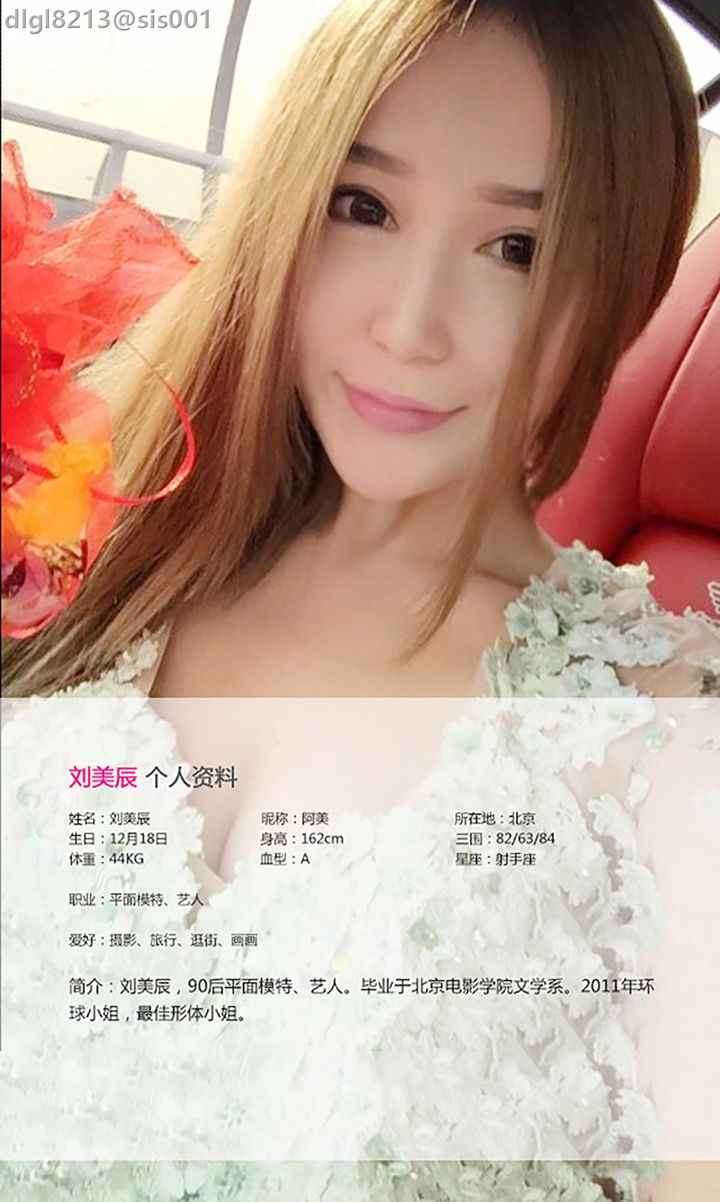 dlgl8213@sis001
刘美辰 个人资料
姓名：刘美辰 昵称：阿美 所在地：北京
生日：12月18日 身高：162cm 三围：82/63/84
体重：44KG 血型：A 星座：射手座
职业：平面模特、艺人
爱好：摄影、旅行、逛街、画画
简介：刘美辰，90后平面模特、艺人。毕业于北京电影学院文学系。2011年环
球小姐，最佳形体小姐。